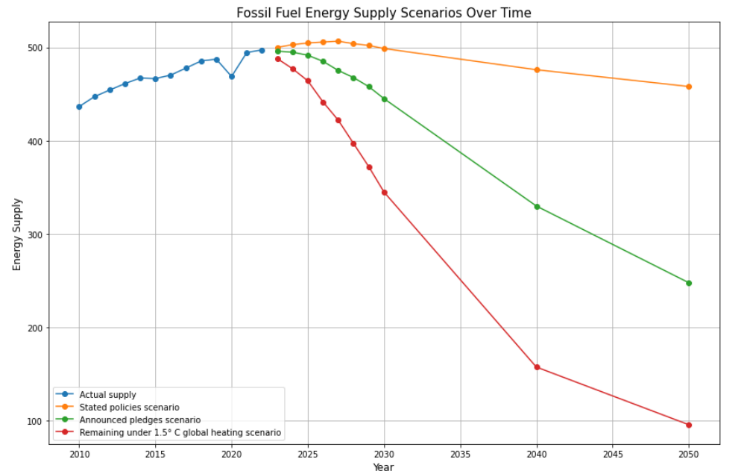 Fossil Fuel Energy Supply Scenarios Over Time
500
400
300
200
100
Energy Supply
Actual supply
Stated policies scenario
Announced pledges scenario
Remaining under 1.5° C global heating scenario
2010 2015 2020 2025 2030 2035 2040 2045 2050
Year